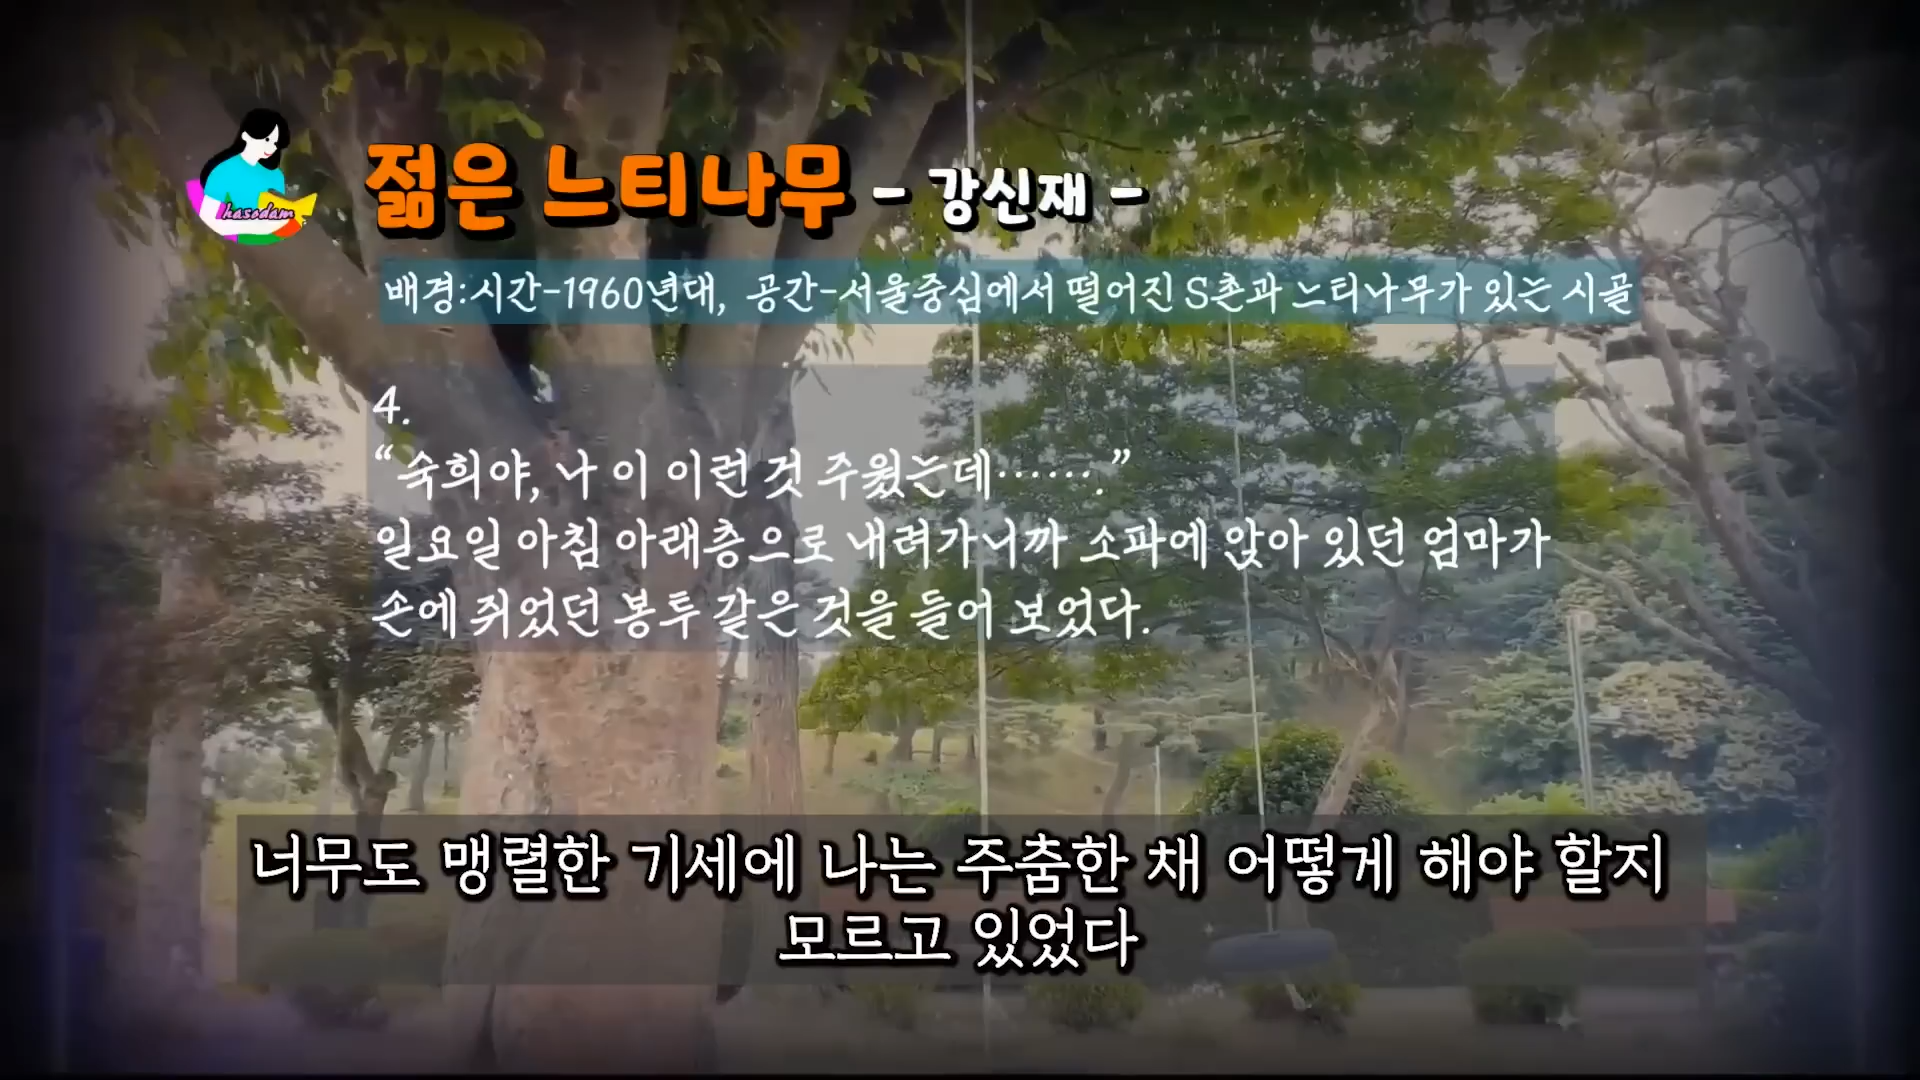 hasodam
젊은 느티나무 - 강신재 -
배경:시간-1960년대, 공간-서울중심에서 떨어진 S촌과 느티나무가 있는 시골
4.
“숙희야, 나 이 이런 것 주웠는데…….”
일요일 아침 아래층으로 내려가니까 소파에 앉아 있던 엄마가
손에 쥐었던 봉투 같은 것을 들어 보였다.
너무도 맹렬한 기세에 나는 주춤한 채 어떻게 해야 할지
모르고 있었다